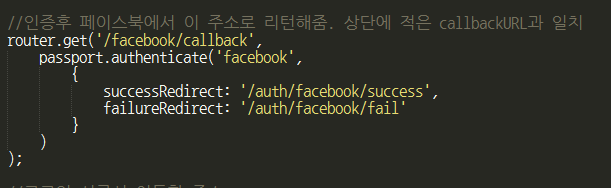 //인증후 페이스북에서 이 주소로 리턴해줌. 상단에 적은 callbackURL과 일치
router.get('/facebook/callback',
    passport.authenticate('facebook',
        {
            successRedirect: '/auth/facebook/success',
            failureRedirect: '/auth/facebook/fail'
        }
    )
);